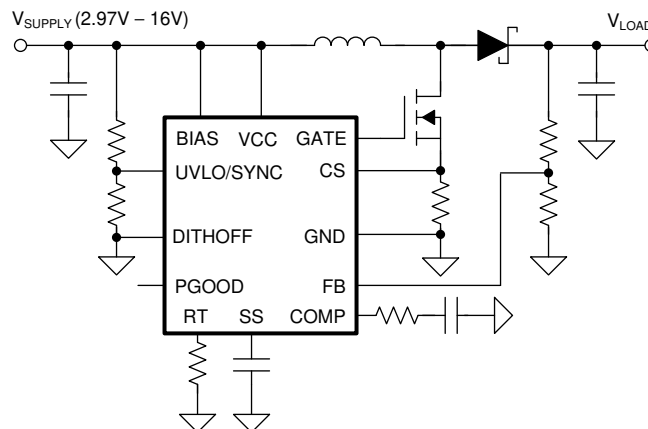 VSUPPLY (2.97V – 16V)
VLOAD
BIAS VCC GATE
UVLO/SYNC CS
DITHOFF GND
PGOOD FB
RT SS COMP